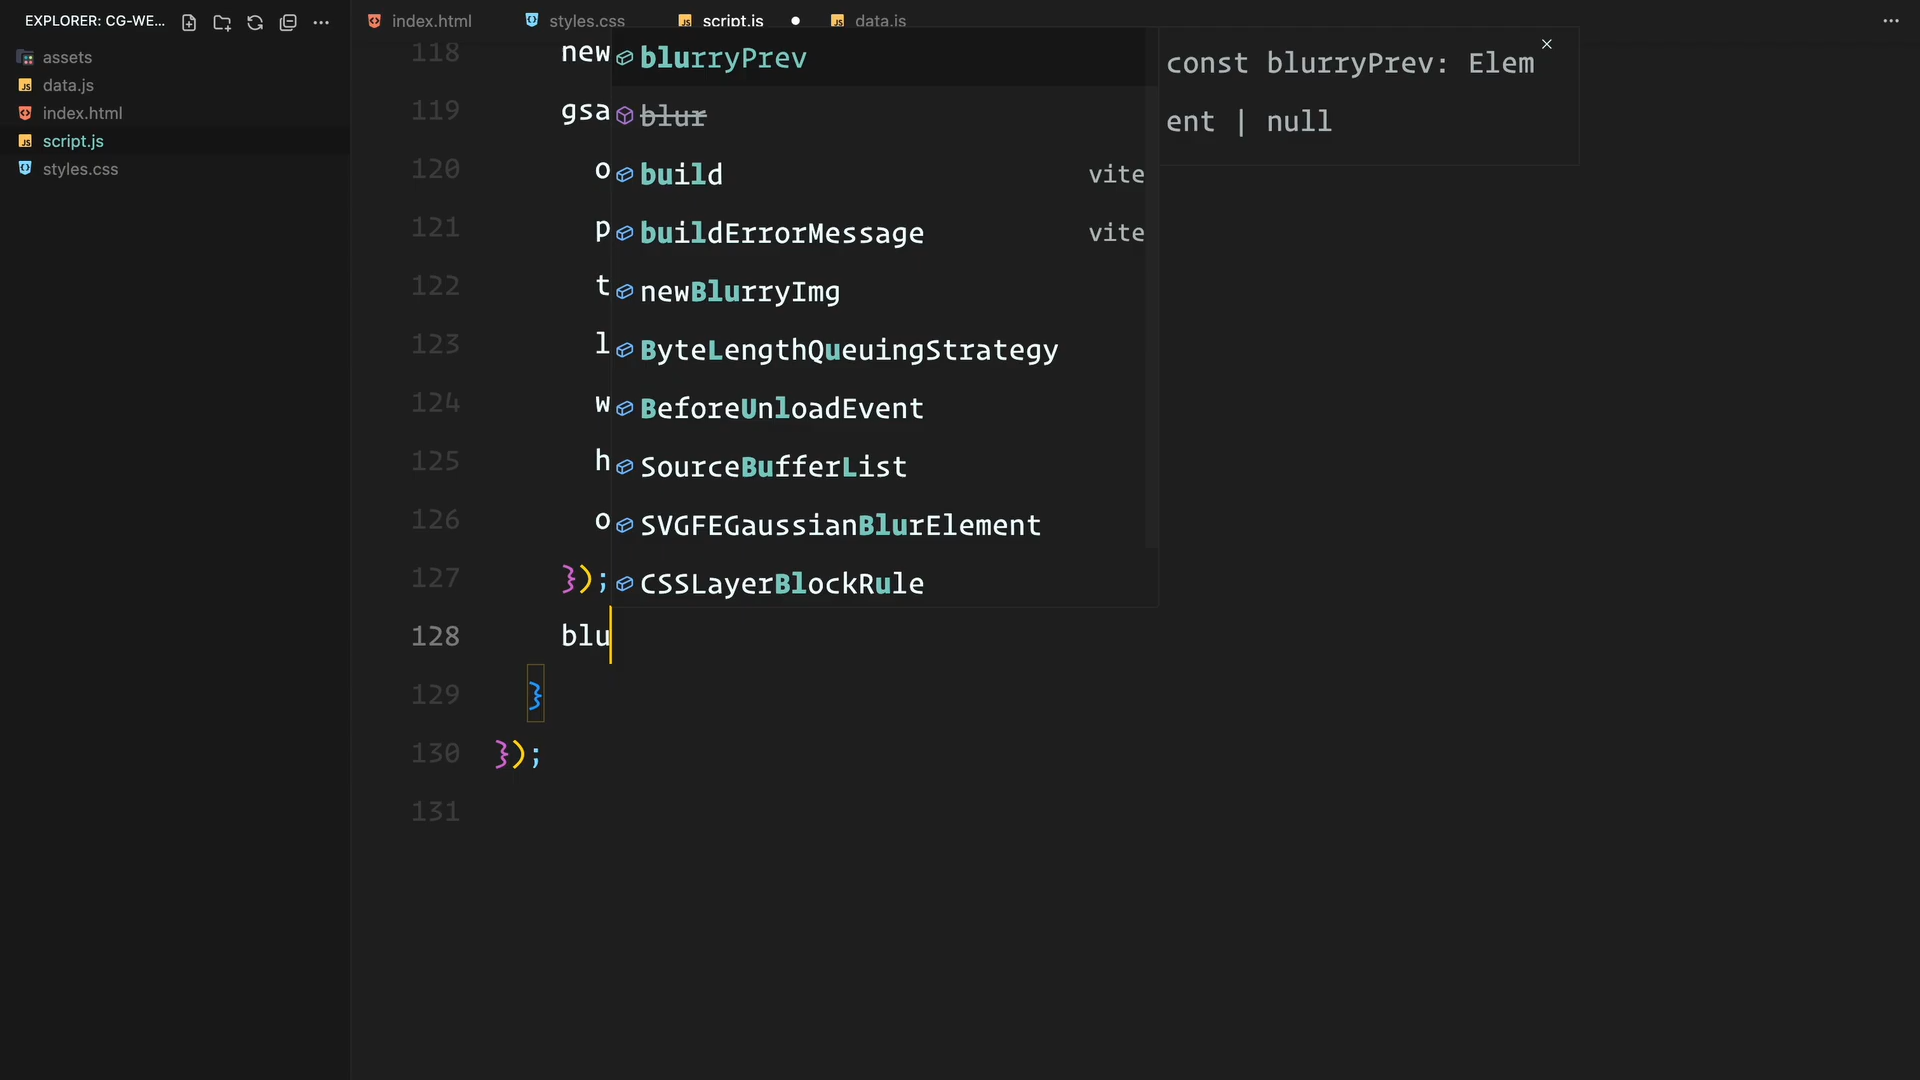 EXPLORER: CG-WE...
assets
data.js
index.html
script.js
styles.css
index.html
styles.css
script.js
data.js
118 new
119 gsa
120 o
121 p
122 t
123 l
124 w
125 h
126 o
127 });
128 blu
129 }
130 });
131
blurryPrev
blur
build vite
buildErrorMessage vite
newBlurryImg
ByteLengthQueuingStrategy
BeforeUnloadEvent
SourceBufferList
SVGFEGaussianBlurElement
CSSLayerBlockRule
const blurryPrev: Elem
ent | null